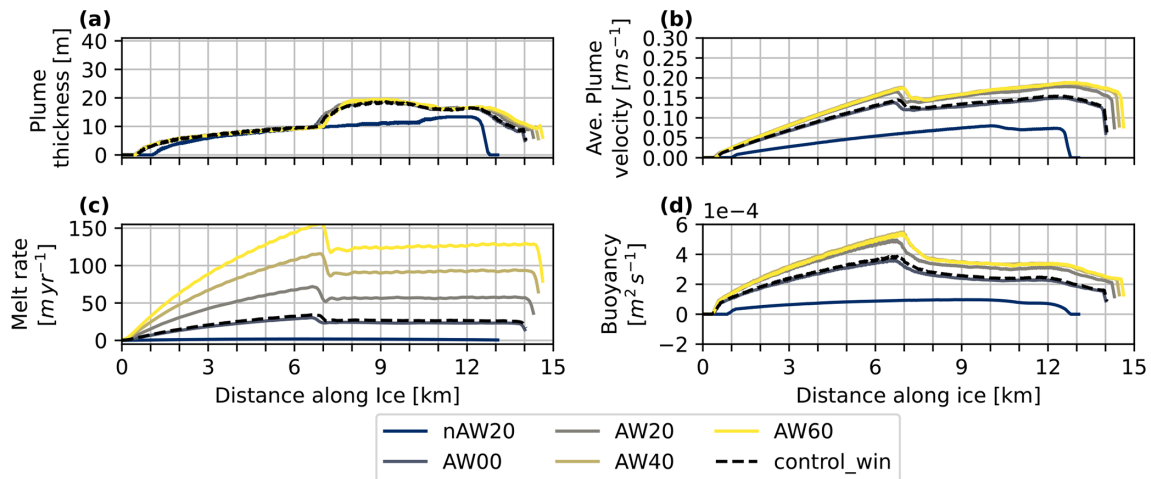 (a)
(b)
40
30
20
10
0
Plume
thickness [m]
0.30
0.25
0.20
0.15
0.10
0.05
0.00
Ave. Plume
velocity [m s⁻¹]
(c)
(d)
1e−4
150
100
50
0
Melt rate
[m yr⁻¹]
6
4
2
0
−2
Buoyancy
[m² s⁻¹]
0 3 6 9 12 15
0 3 6 9 12 15
Distance along Ice [km]
Distance along ice [km]
nAW20 AW20 AW60
AW00 AW40 control_win